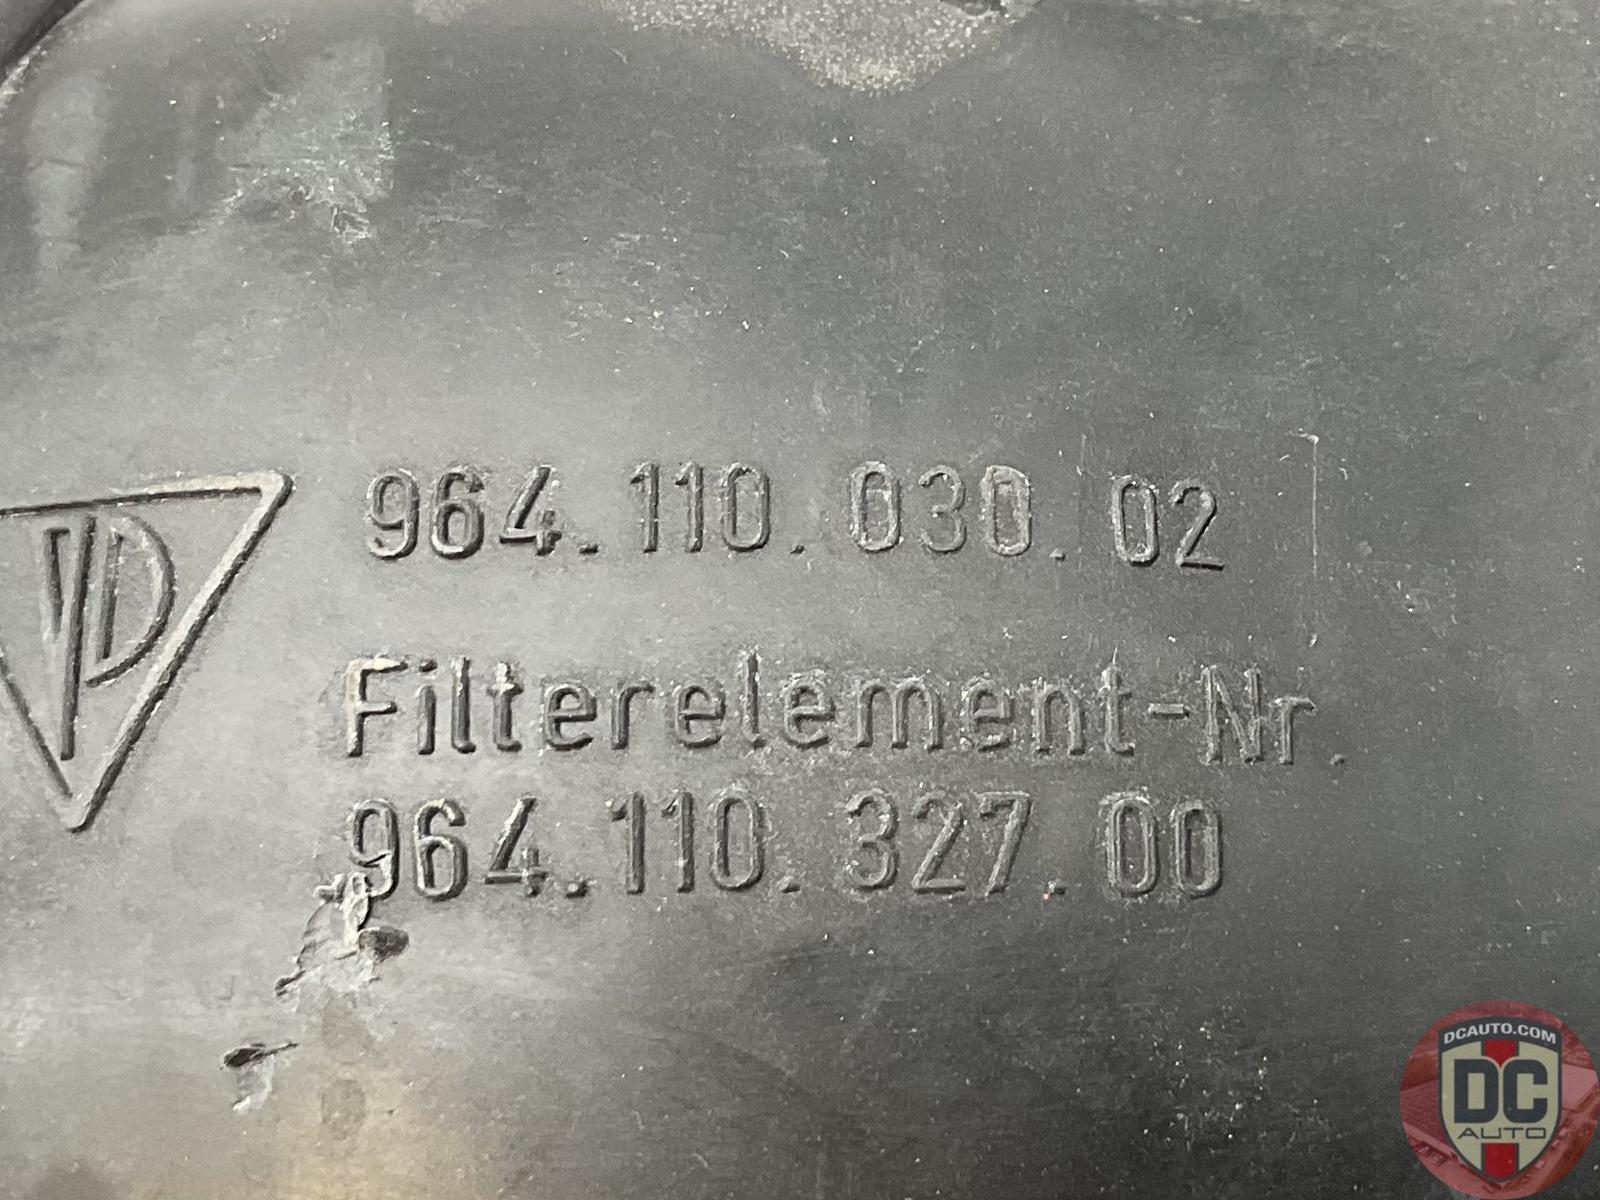 964.110.030.02
Filterelement-Nr.
964.110.327.00
DCAUTO.COM
DC
AUTO